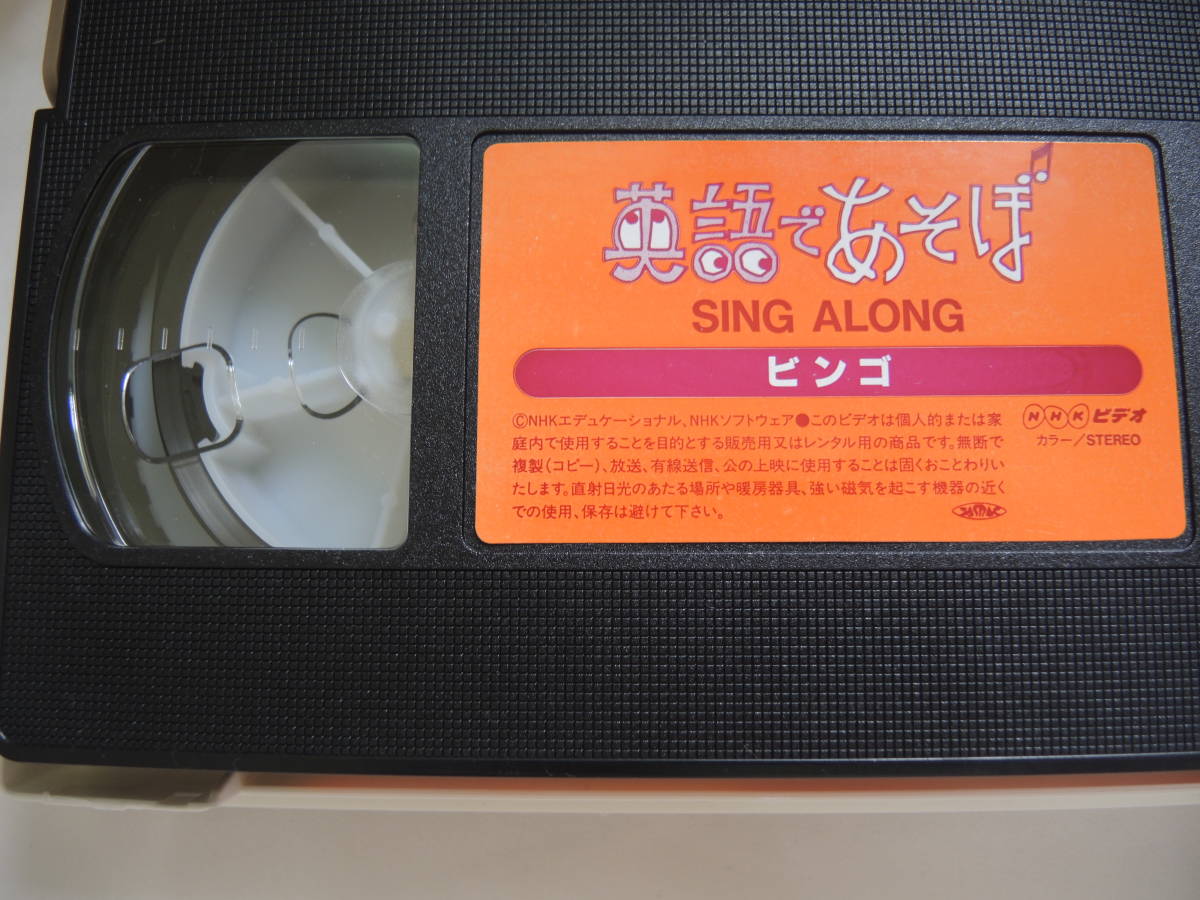 英語であそぼ
SING ALONG
ビンゴ
©NHKエデュケーショナル、NHKソフトウェア●このビデオは個人的または家
庭内で使用することを目的とする販売用又はレンタル用の商品です。無断で
複製(コピー)、放送、有線送信、公の上映に使用することは固くおことわりい
たします。直射日光のあたる場所や暖房器具、強い磁気を起こす機器の近く
での使用、保存は避けて下さい。
NHKビデオ
カラー/STEREO